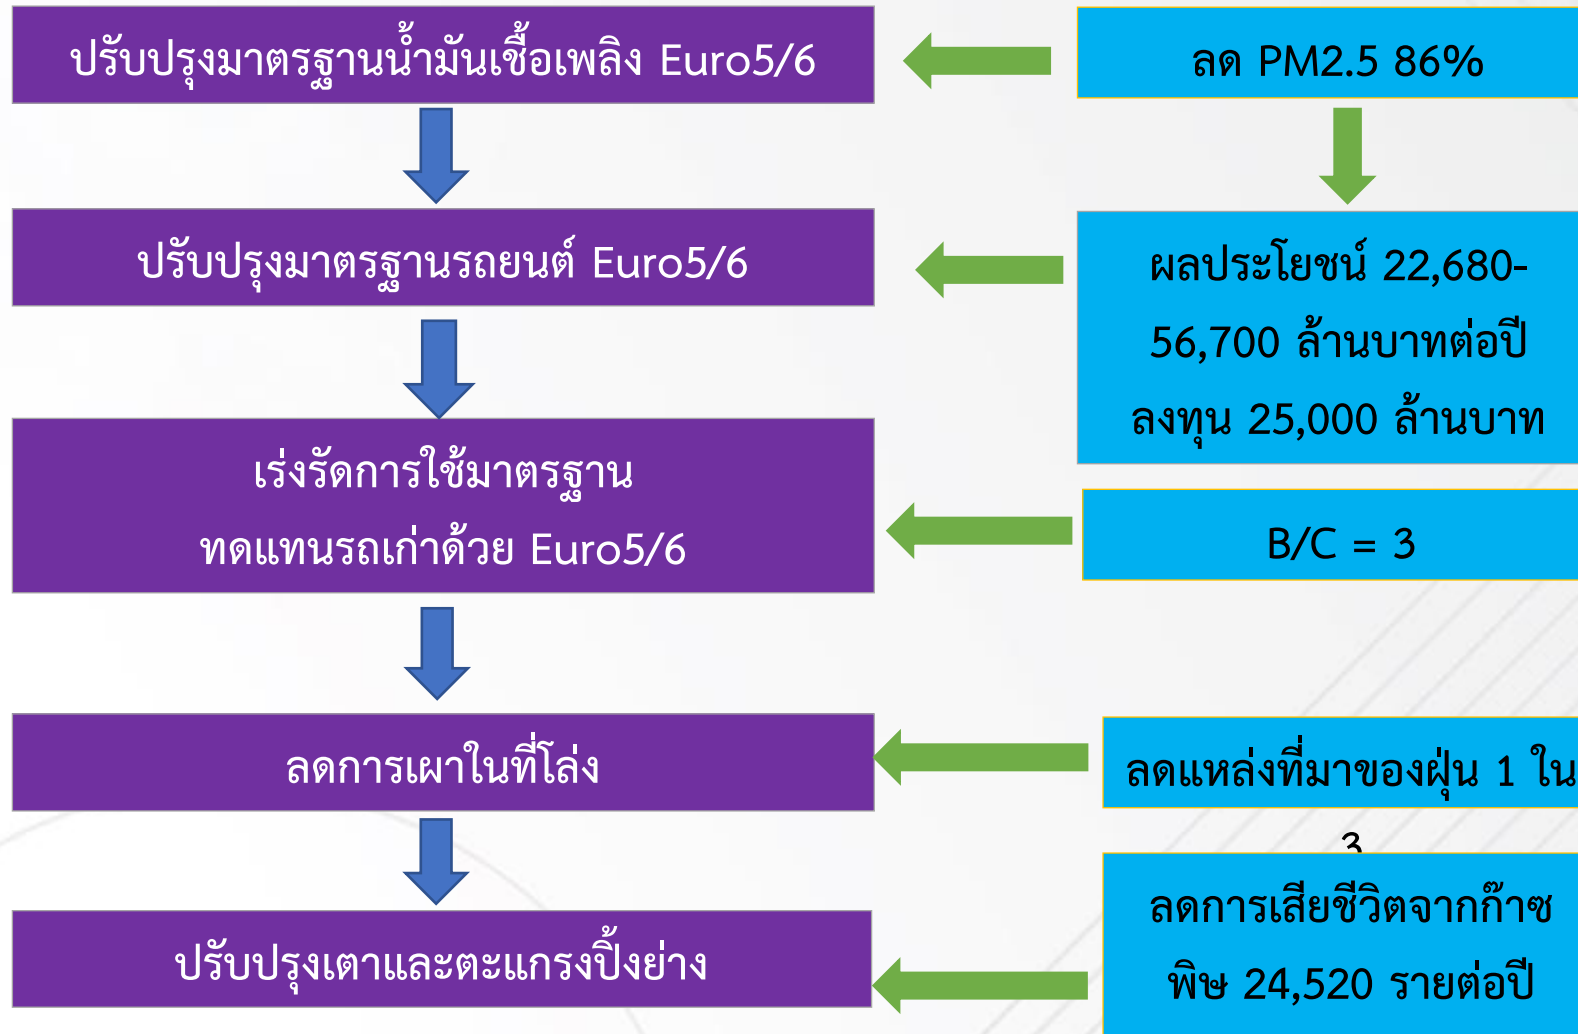 ปรับปรุงมาตรฐานน้ำมันเชื้อเพลิง Euro5/6
ลด PM2.5 86%
ปรับปรุงมาตรฐานรถยนต์ Euro5/6
ผลประโยชน์ 22,680-
56,700 ล้านบาทต่อปี
ลงทุน 25,000 ล้านบาท
เร่งรัดการใช้มาตรฐาน
ทดแทนรถเก่าด้วย Euro5/6
B/C = 3
ลดการเผาในที่โล่ง
ลดแหล่งที่มาของฝุ่น 1 ใน
3
ปรับปรุงเตาและตะแกรงปิ้งย่าง
ลดการเสียชีวิตจากก๊าซ
พิษ 24,520 รายต่อปี